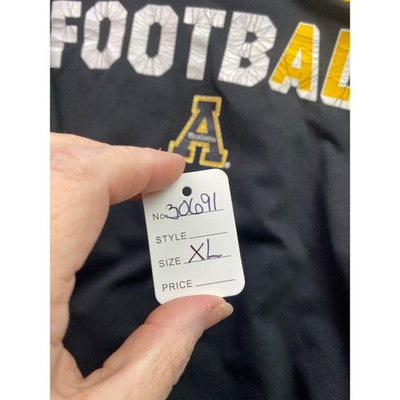 FOOTBAL
A
No. 30691
STYLE
SIZE XL
PRICE